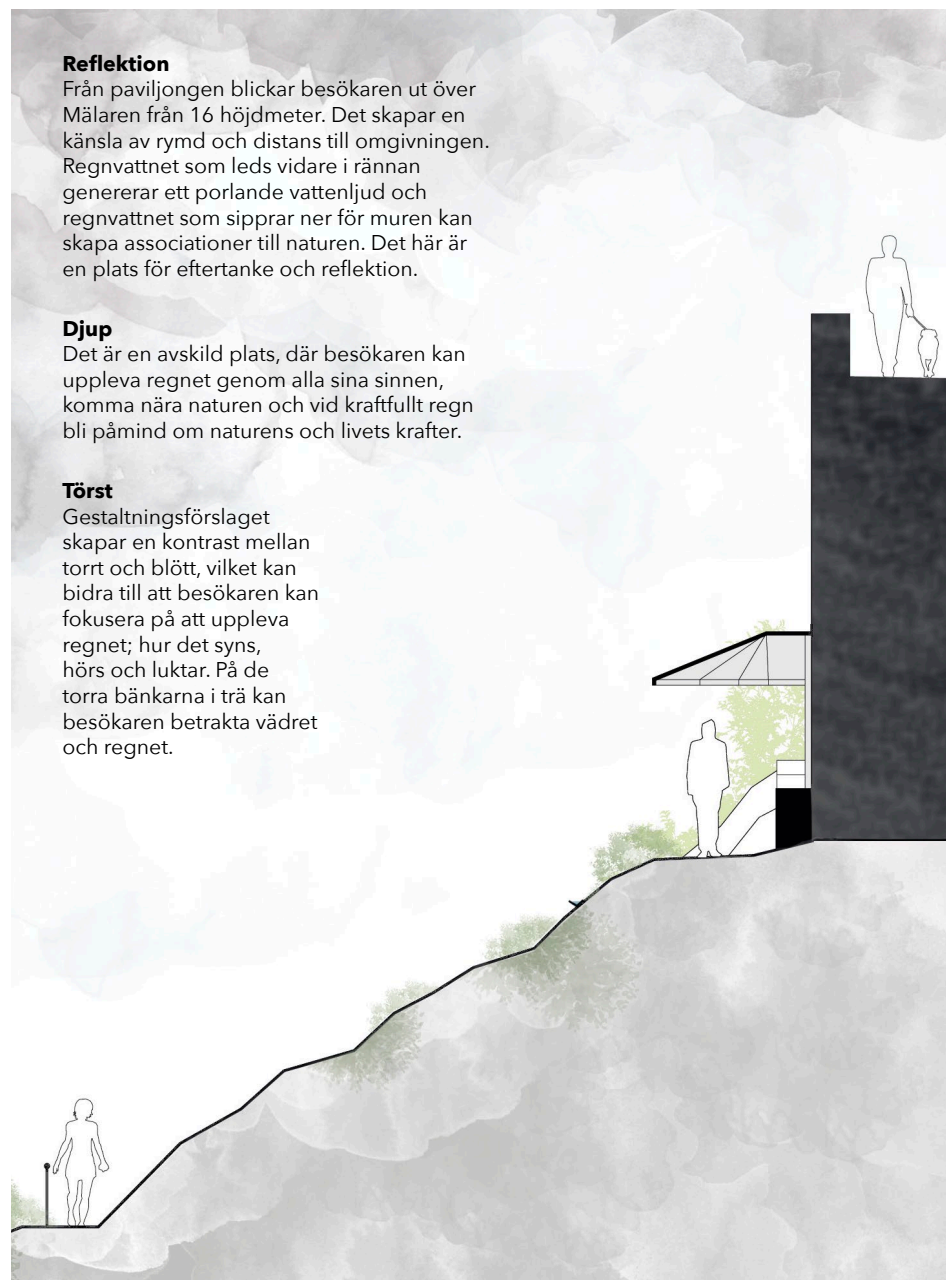 Reflektion
Från paviljongen blickar besökaren ut över
Mälaren från 16 höjdmeter. Det skapar en
känsla av rymd och distans till omgivningen.
Regnvattnet som leds vidare i rännan
genererar ett porlande vattenljud och
regnvattnet som sipprar ner för muren kan
skapa associationer till naturen. Det här är
en plats för eftertanke och reflektion.
Djup
Det är en avskild plats, där besökaren kan
uppleva regnet genom alla sina sinnen,
komma nära naturen och vid kraftfullt regn
bli påmind om naturens och livets krafter.
Törst
Gestaltningsförslaget
skapar en kontrast mellan
torrt och blött, vilket kan
bidra till att besökaren kan
fokusera på att uppleva
regnet; hur det syns,
hörs och luktar. På de
torra bänkarna i trä kan
besökaren betrakta vädret
och regnet.